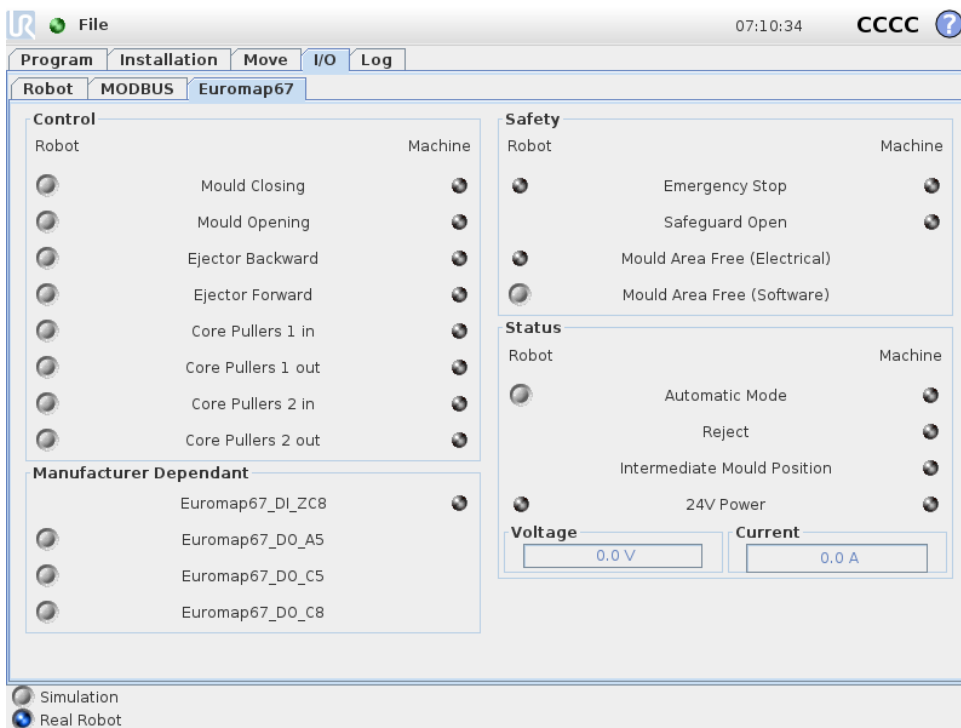 UR File 07:10:34 CCCC ?
Program Installation Move I/O Log
Robot MODBUS Euromap67
Control
Robot Machine
Mould Closing
Mould Opening
Ejector Backward
Ejector Forward
Core Pullers 1 in
Core Pullers 1 out
Core Pullers 2 in
Core Pullers 2 out
Manufacturer Dependant
Euromap67_DI_ZC8
Euromap67_DO_A5
Euromap67_DO_C5
Euromap67_DO_C8
Safety
Robot Machine
Emergency Stop
Safeguard Open
Mould Area Free (Electrical)
Mould Area Free (Software)
Status
Robot Machine
Automatic Mode
Reject
Intermediate Mould Position
24V Power
Voltage Current
0.0 V 0.0 A
Simulation
Real Robot